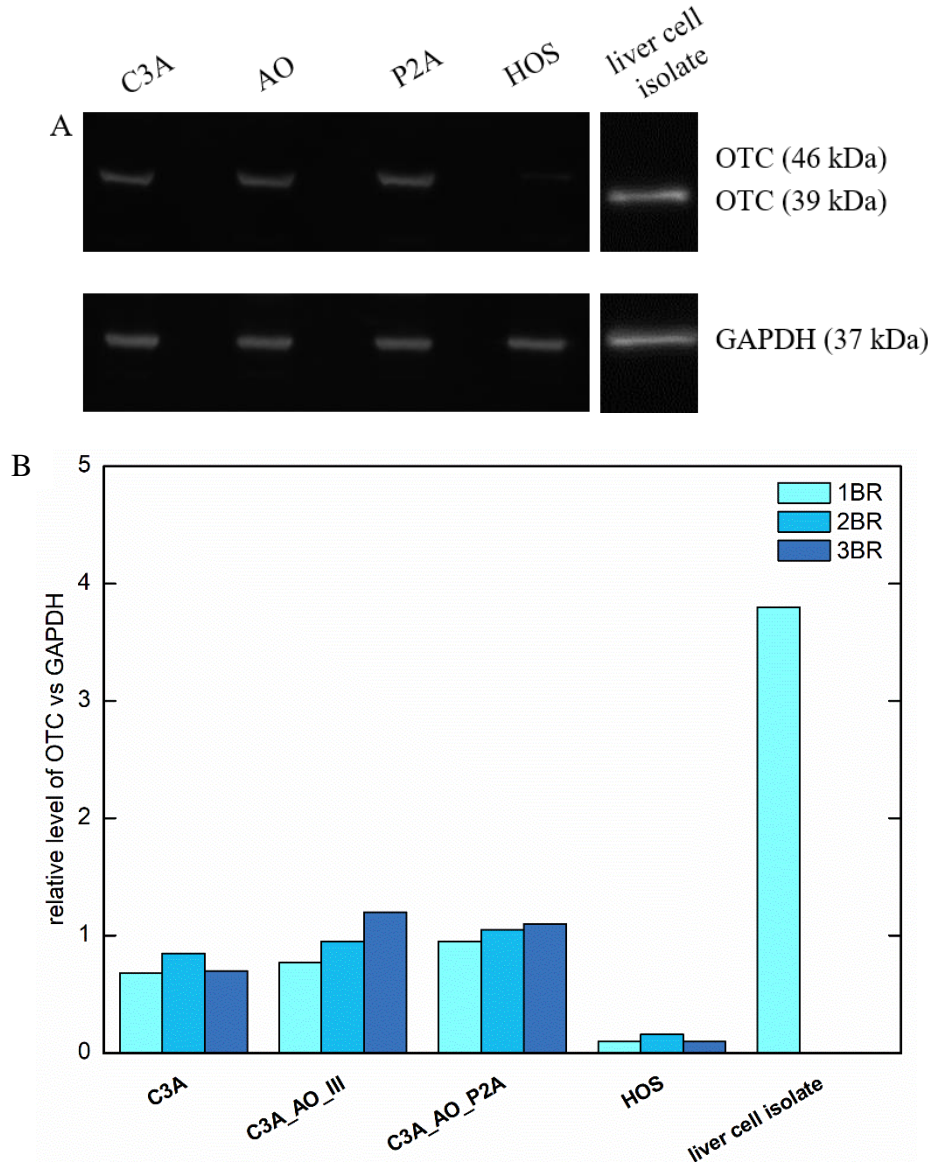 C3A AO P2A HOS liver cell
isolate
A
OTC (46 kDa)
OTC (39 kDa)
GAPDH (37 kDa)
B
5
1BR
2BR
3BR
4
3
2
1
0
relative level of OTC vs GAPDH
C3A
C3A_AO_III
C3A_AO_P2A
HOS
liver cell isolate